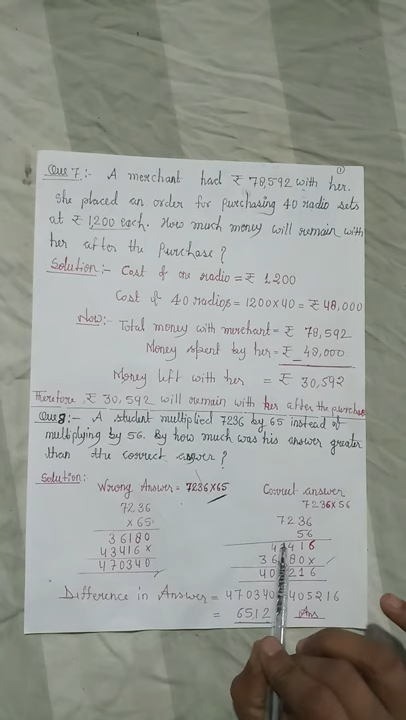 ①
Que 7:- A merchant had ₹ 78,592 with her.
She placed an order for purchasing 40 radio sets
at ₹ 1,200 each. How much money will remain with
her after the purchase?
Solution:- Cost of one radio = ₹ 1,200
Cost of 40 radios = 1200×40 = ₹ 48,000
Now:- Total money with merchant = ₹ 78,592
Money spent by her = ₹ - 48,000
Money left with her = ₹ 30,592
Therefore ₹ 30,592 will remain with her after the purchase
Que 8:- A student multiplied 7236 by 65 instead of
multiplying by 56. By how much was his answer greater
than the correct answer?
Solution:- Wrong Answer = 7236×65
7236
×65
36180
43416×
470340
Correct answer
7236×56
7236
56
43416
36180×
405216
Difference in Answer = 470340 405216
= 6512 Ans